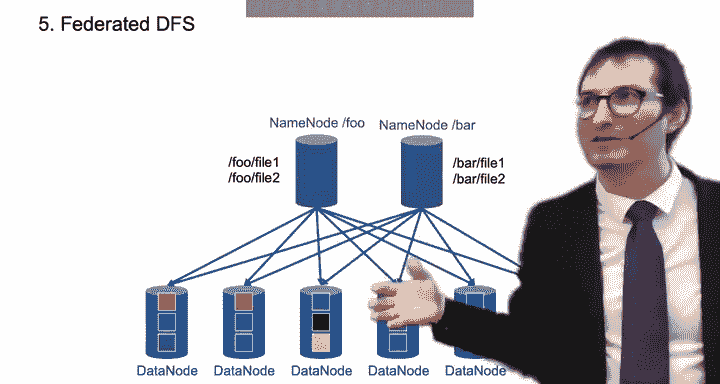 5. Federated DFS
NameNode /foo
NameNode /bar
/foo/file1
/foo/file2
/bar/file1
/bar/file2
DataNode
DataNode
DataNode
DataNode
DataNode